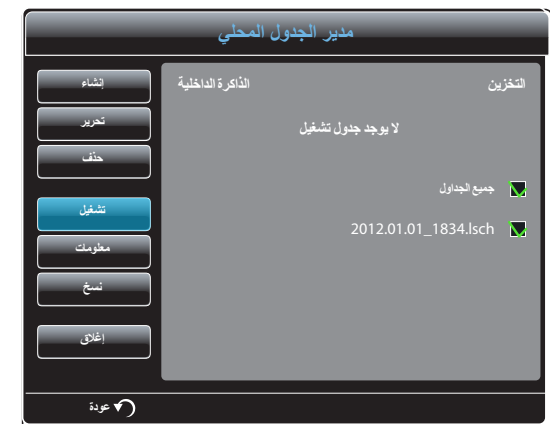 مدير الجدول المحلي
التخزين الذاكرة الداخلية
لا يوجد جدول تشغيل
جميع الجداول
2012.01.01_1834.lsch
إنشاء
تحرير
حذف
تشغيل
معلومات
نسخ
إغلاق
عودة